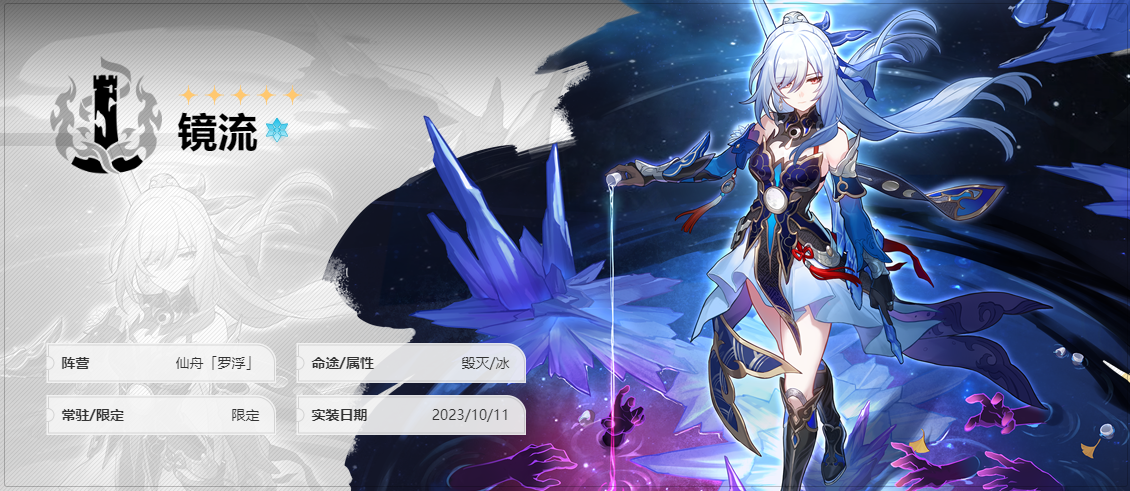 镜流
阵营 仙舟「罗浮」
命途/属性 毁灭/冰
常驻/限定 限定
实装日期 2023/10/11